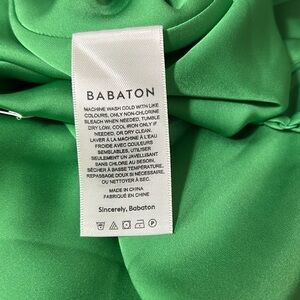 BABATON
MACHINE WASH COLD WITH LIKE
COLOURS, ONLY NON-CHLORINE
BLEACH WHEN NEEDED, TUMBLE
DRY LOW, COOL IRON ONLY IF
NEEDED, OR DRY CLEAN.
LAVER À LA MACHINE À L'EAU
FROIDE AVEC COULEURS
SEMBLABLES, UTILISER
SEULEMENT UN JAVELLISANT
SANS CHLORE AU BESOIN,
SÉCHER À BASSE TEMPÉRATURE,
REPASSAGE DOUX SI NÉCESSAIRE,
OU NETTOYER À SEC.
MADE IN CHINA
FABRIQUÉ EN CHINE
Sincerely, Babaton